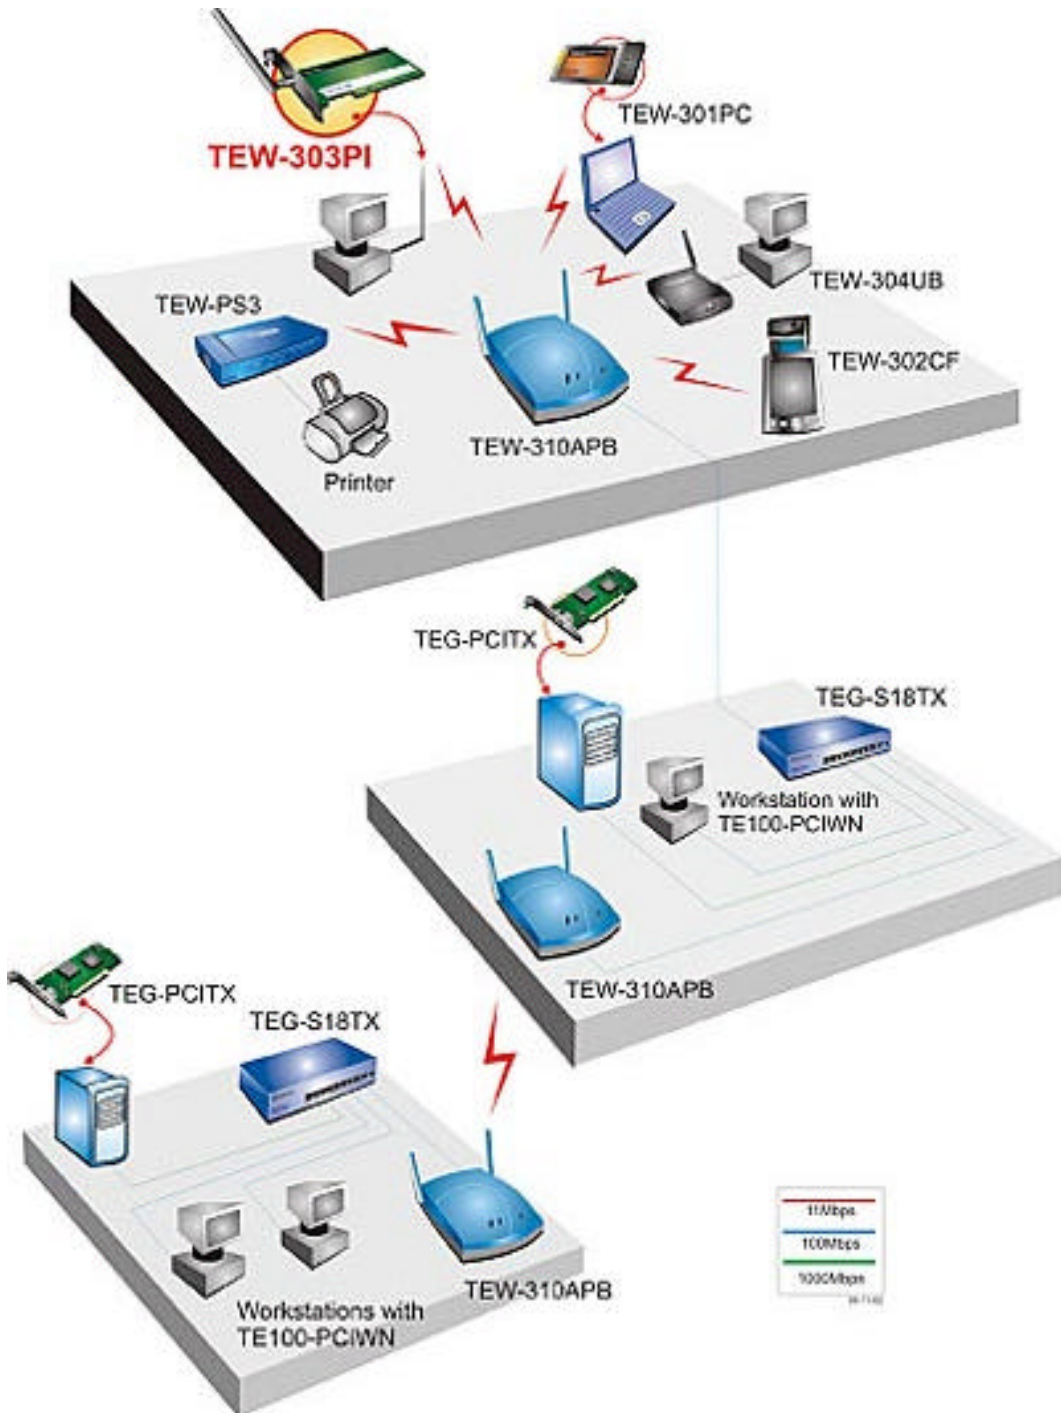 TEW-303PI
TEW-301PC
TEW-304UB
TEW-PS3
TEW-302CF
TEW-310APB
Printer
TEG-PCITX
TEG-S18TX
Workstation with
TE100-PCIWN
TEW-310APB
TEG-PCITX
TEG-S18TX
TEW-310APB
Workstations with
TE100-PCIWN
11Mbps
100Mbps
1000Mbps